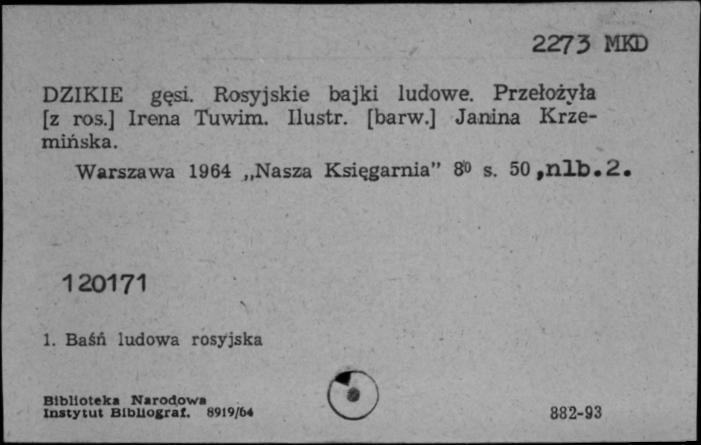 2273 MKD
DZIKIE gęsi. Rosyjskie bajki ludowe. Przełożyła
[z ros.] Irena Tuwim. Ilustr. [barw.] Janina Krze-
mińska.
Warszawa 1964 „Nasza Księgarnia" 8⁰ s. 50, nlb. 2.
120171
1. Baśń ludowa rosyjska
Biblioteka Narodowa
Instytut Bibliograf. 8919/64
882-93